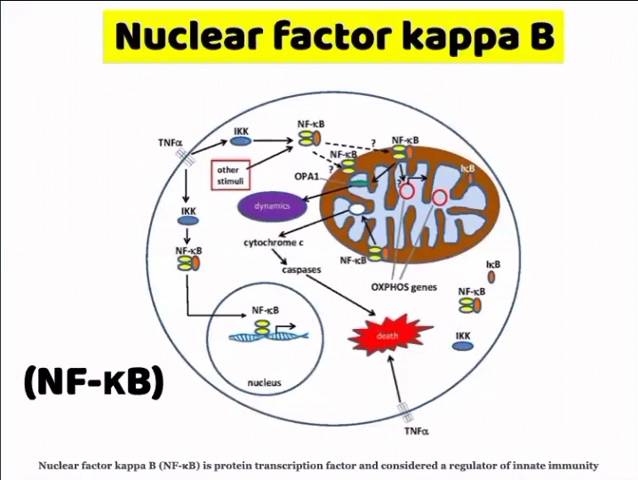 Nuclear factor kappa B
NF-κB
IKK
TNFα
NF-κB
?
NF-κB
?
other
stimuli
OPA1
IκB
?
dynamics
IKK
cytochrome c
NF-κB
NF-κB
caspases
OXPHOS genes
IκB
NF-κB
NF-κB
IKK
death
nucleus
(NF-κB)
TNFα
Nuclear factor kappa B (NF-κB) is protein transcription factor and considered a regulator of innate immunity